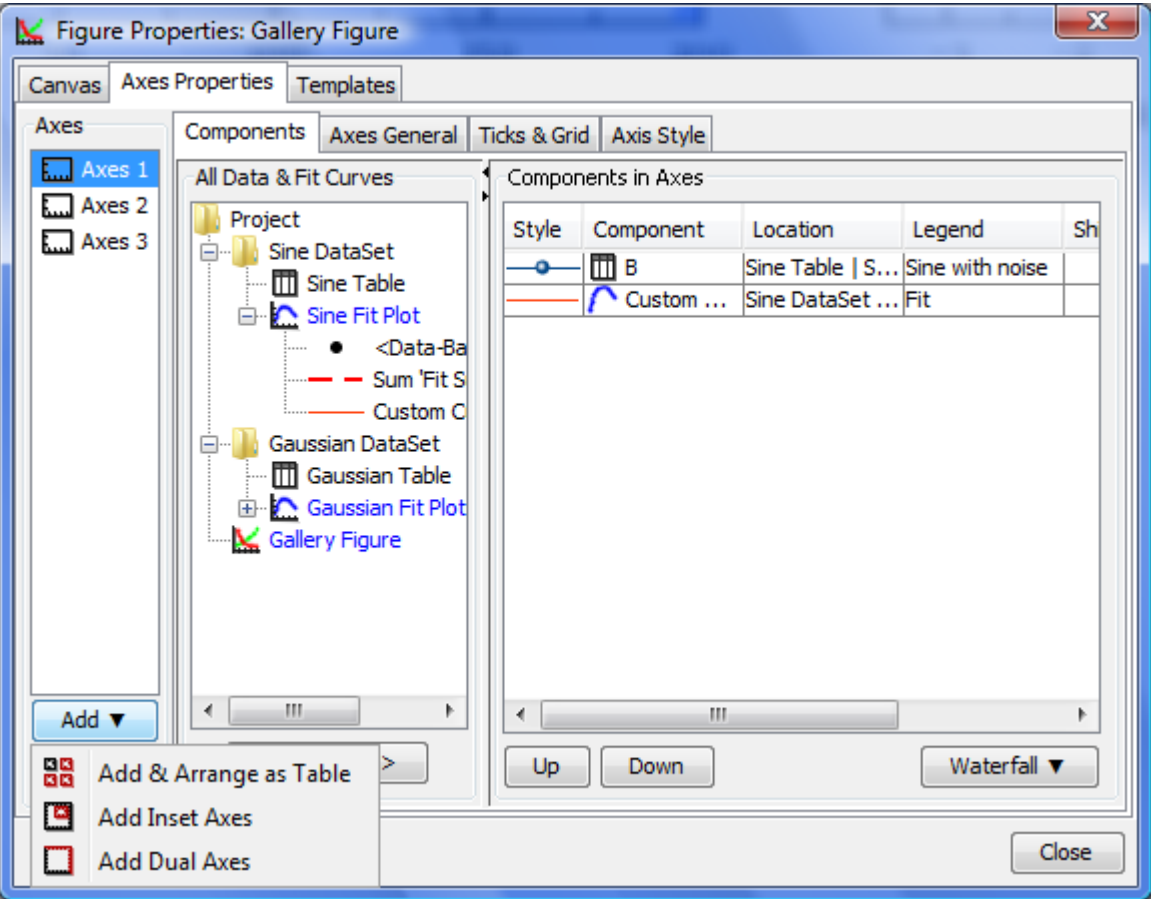 Figure Properties: Gallery Figure
Canvas Axes Properties Templates
Axes
Axes 1
Axes 2
Axes 3
Add ▼
Components Axes General Ticks & Grid Axis Style
All Data & Fit Curves
Project
Sine DataSet
Sine Table
Sine Fit Plot
<Data-Ba
Sum 'Fit S
Custom C
Gaussian DataSet
Gaussian Table
Gaussian Fit Plot
Gallery Figure
>
Components in Axes
Style Component Location Legend Shi
B Sine Table | S... Sine with noise
Custom ... Sine DataSet ... Fit
Up Down Waterfall ▼
Add & Arrange as Table
Add Inset Axes
Add Dual Axes
Close